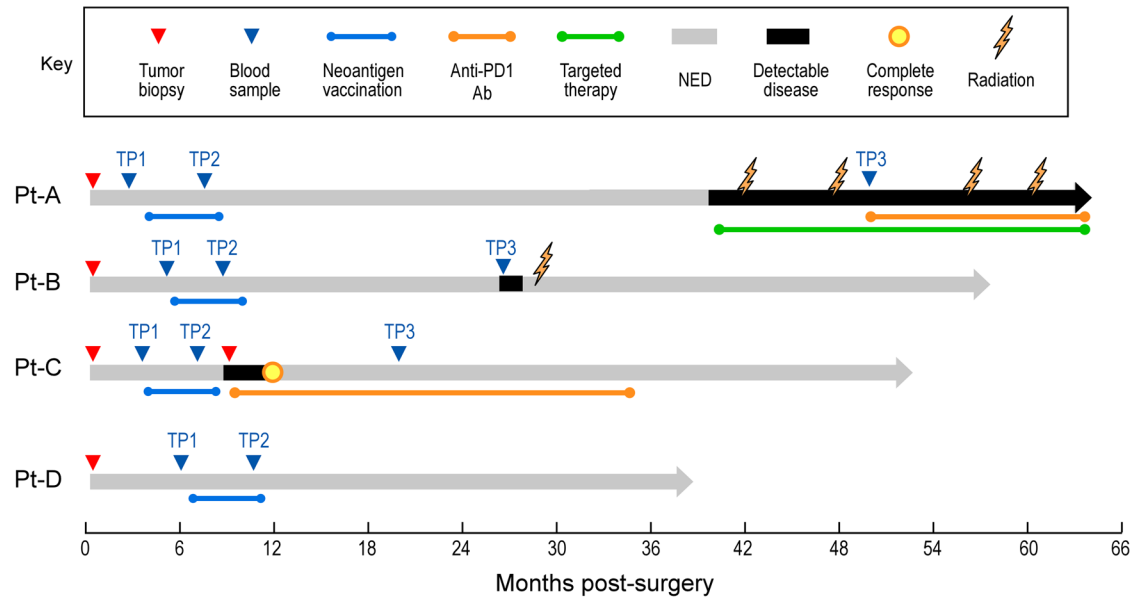 Key
Tumor
biopsy
Blood
sample
Neoantigen
vaccination
Anti-PD1
Ab
Targeted
therapy
NED
Detectable
disease
Complete
response
Radiation
TP1 TP2 TP3
Pt-A
TP1 TP2 TP3
Pt-B
TP1 TP2 TP3
Pt-C
TP1 TP2
Pt-D
0 6 12 18 24 30 36 42 48 54 60 66
Months post-surgery